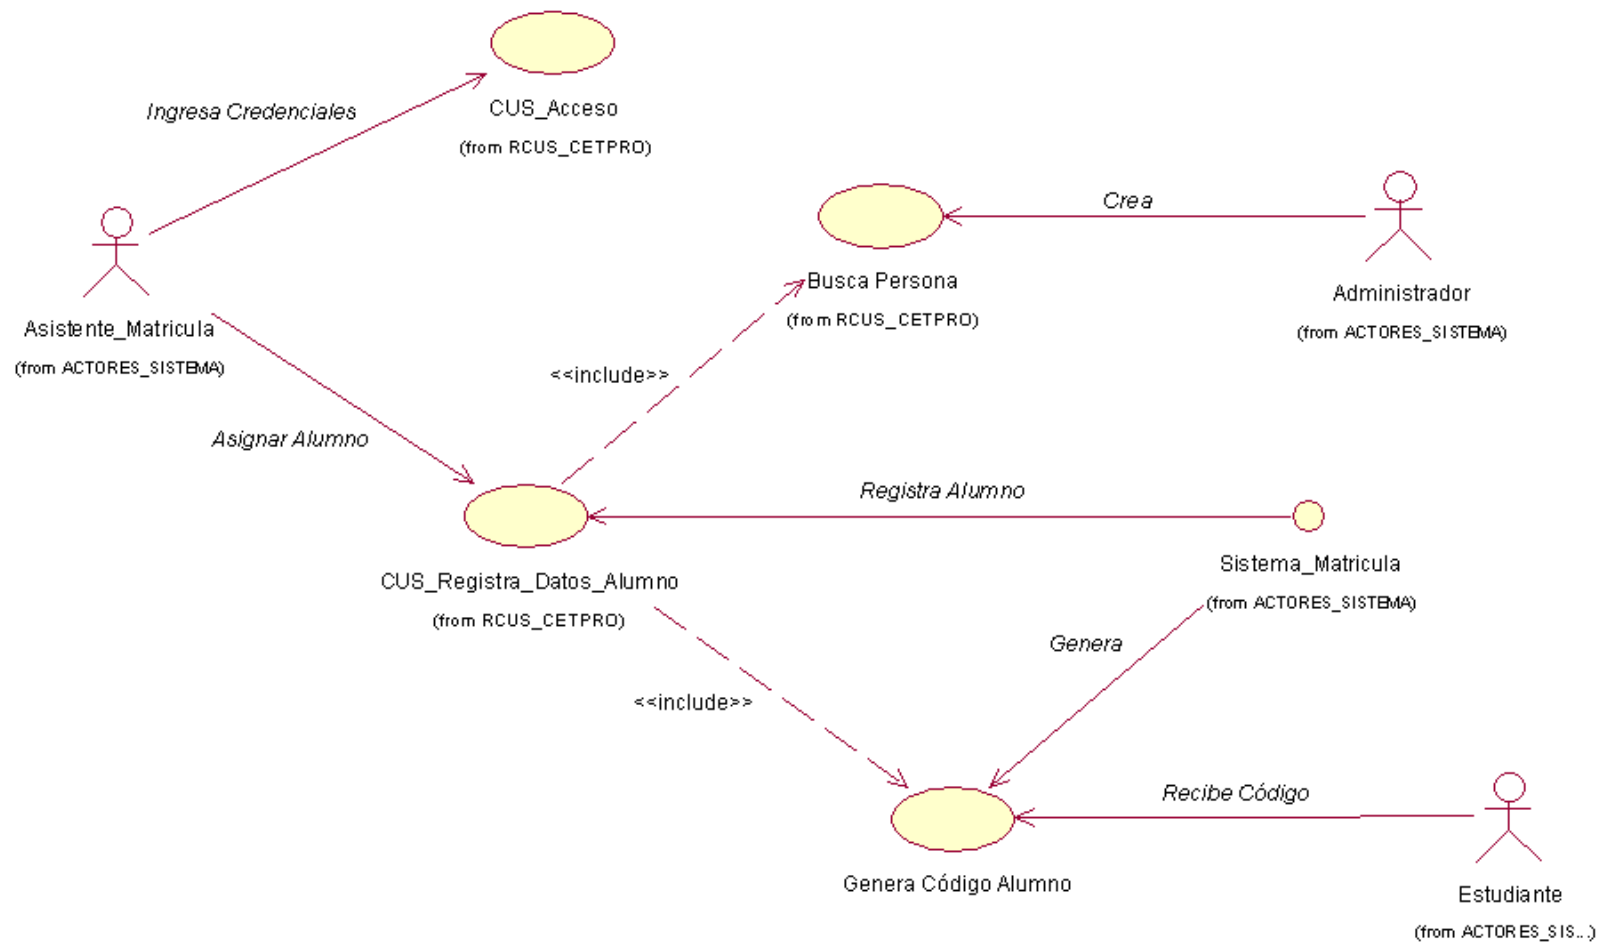 Ingresa Credenciales
CUS_Acceso
(from RCUS_CETPRO)
Crea
Busca Persona
(from RCUS_CETPRO)
Administrador
(from ACTORES_SISTEMA)
Asistente_Matricula
(from ACTORES_SISTEMA)
<<include>>
Asignar Alumno
Registra Alumno
CUS_Registra_Datos_Alumno
(from RCUS_CETPRO)
Sistema_Matricula
(from ACTORES_SISTEMA)
Genera
<<include>>
Recibe Código
Genera Código Alumno
Estudiante
(from ACTORES_SIS...)